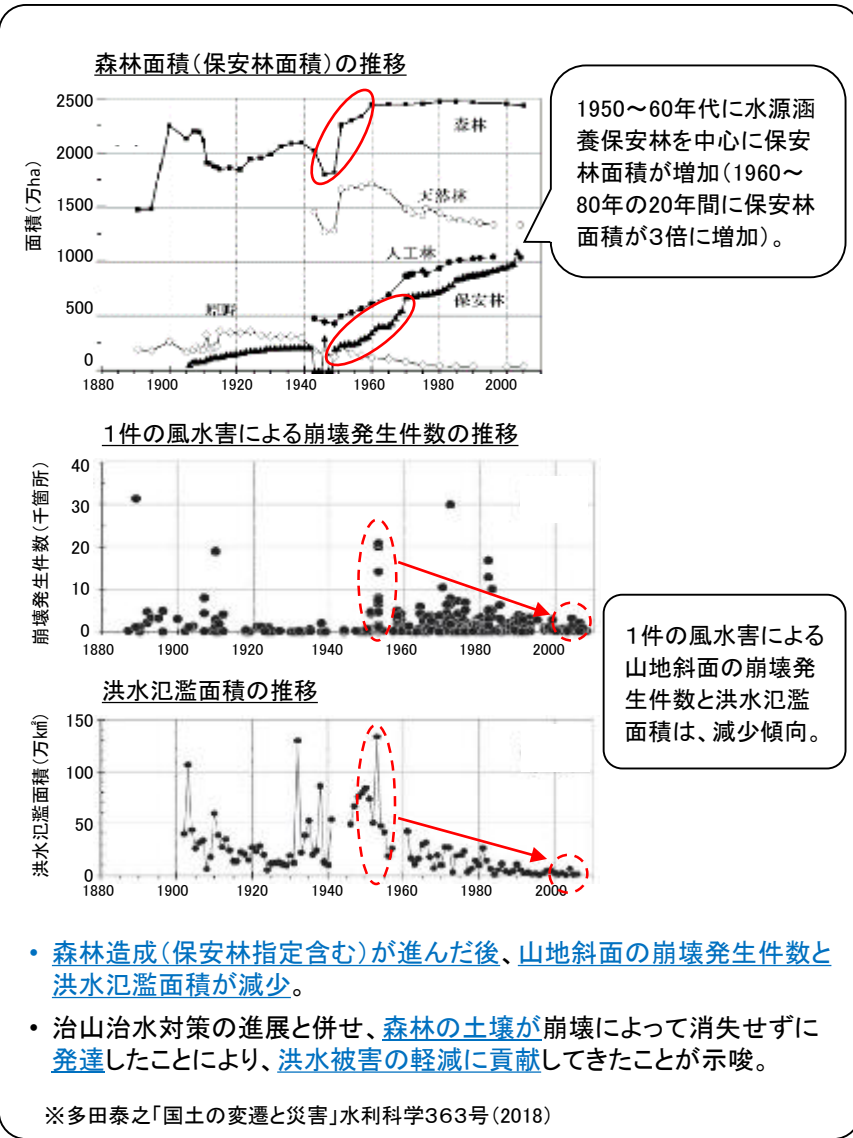 森林面積(保安林面積)の推移
面積(万ha)
2500
2000
1500
1000
500
0
森林
天然林
人工林
保安林
原野
1880
1900
1920
1940
1960
1980
2000
1950~60年代に水源涵
養保安林を中心に保安
林面積が増加(1960~
80年の20年間に保安林
面積が3倍に増加)。
1件の風水害による崩壊発生件数の推移
崩壊発生件数(千箇所)
40
30
20
10
0
1880
1900
1920
1940
1960
1980
2000
1件の風水害による
山地斜面の崩壊発
生件数と洪水氾濫
面積は、減少傾向。
洪水氾濫面積の推移
洪水氾濫面積(万k㎡)
150
100
50
0
1880
1900
1920
1940
1960
1980
2000
• 森林造成(保安林指定含む)が進んだ後、山地斜面の崩壊発生件数と
洪水氾濫面積が減少。
• 治山治水対策の進展と併せ、森林の土壌が崩壊によって消失せずに
発達したことにより、洪水被害の軽減に貢献してきたことが示唆。
※多田泰之「国土の変遷と災害」水利科学363号(2018)